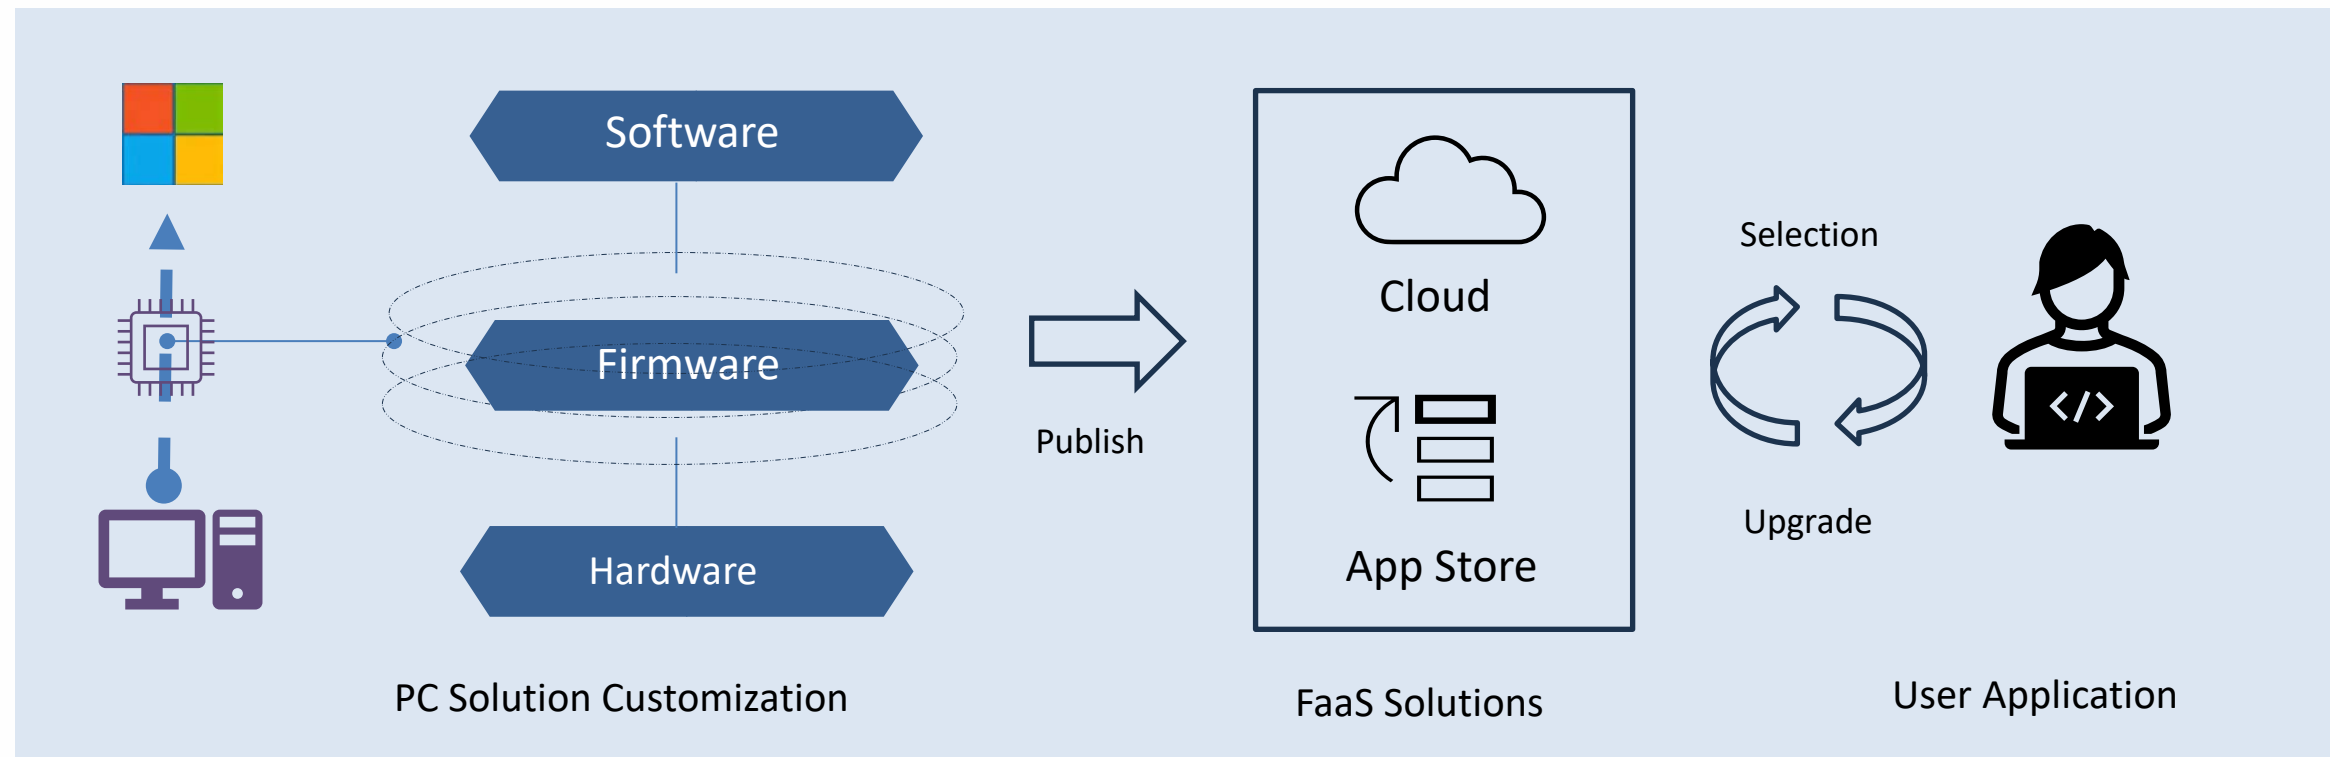 Software
Firmware
Hardware
PC Solution Customization
Publish
Cloud
App Store
FaaS Solutions
Selection
Upgrade
</>
User Application